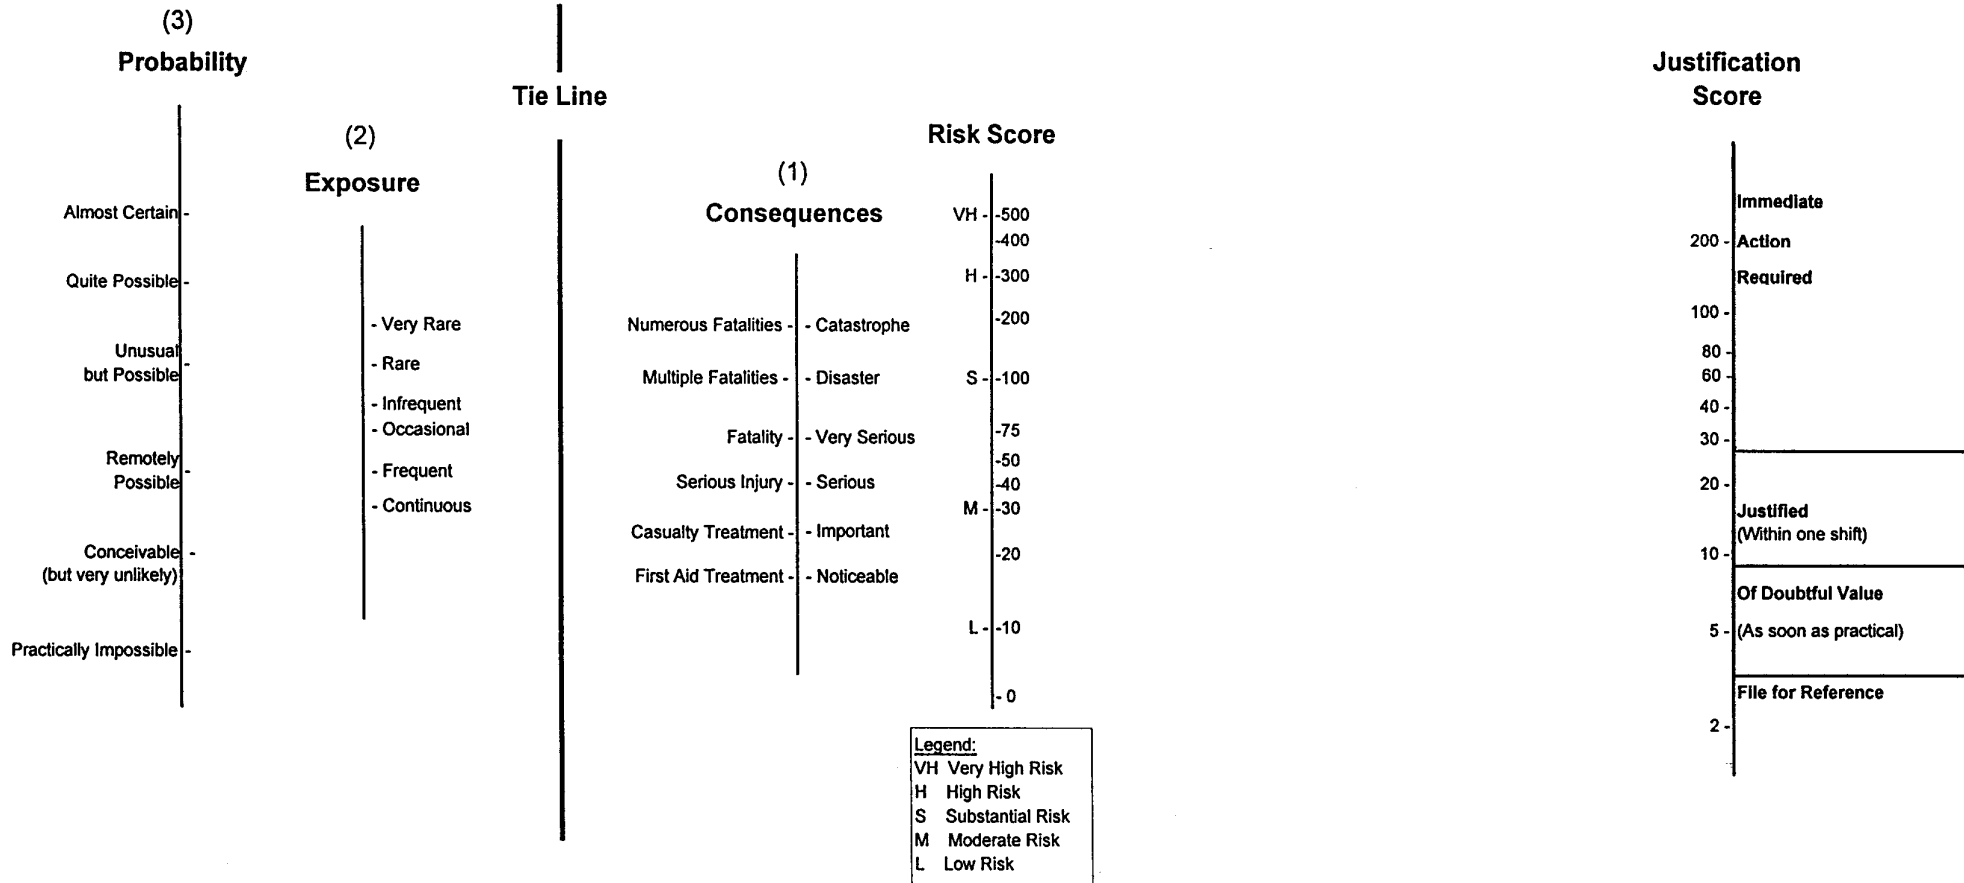 (3)
Probability
Almost Certain -
Quite Possible -
Unusual
but Possible -
Remotely
Possible -
Conceivable -
(but very unlikely)
Practically Impossible -
(2)
Exposure
- Very Rare
- Rare
- Infrequent
- Occasional
- Frequent
- Continuous
Tie Line
(1)
Consequences
Numerous Fatalities - - Catastrophe
Multiple Fatalities - - Disaster
Fatality - - Very Serious
Serious Injury - - Serious
Casualty Treatment - - Important
First Aid Treatment - - Noticeable
Risk Score
VH - -500
-400
H - -300
-200
S - -100
-75
-50
-40
M - -30
-20
L - -10
- 0
Legend:
VH Very High Risk
H High Risk
S Substantial Risk
M Moderate Risk
L Low Risk
Justification
Score
Immediate
200 - Action
Required
100 -
80 -
60 -
40 -
30 -
20 -
Justified
(Within one shift)
10 -
Of Doubtful Value
5 - (As soon as practical)
File for Reference
2 -